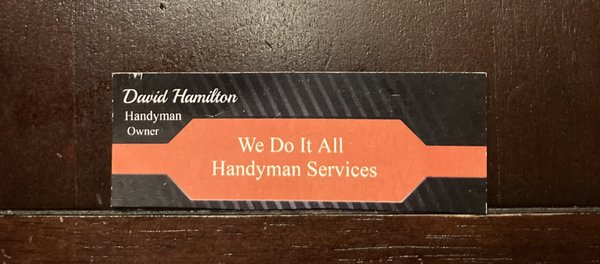 David Hamilton
Handyman
Owner
We Do It All
Handyman Services